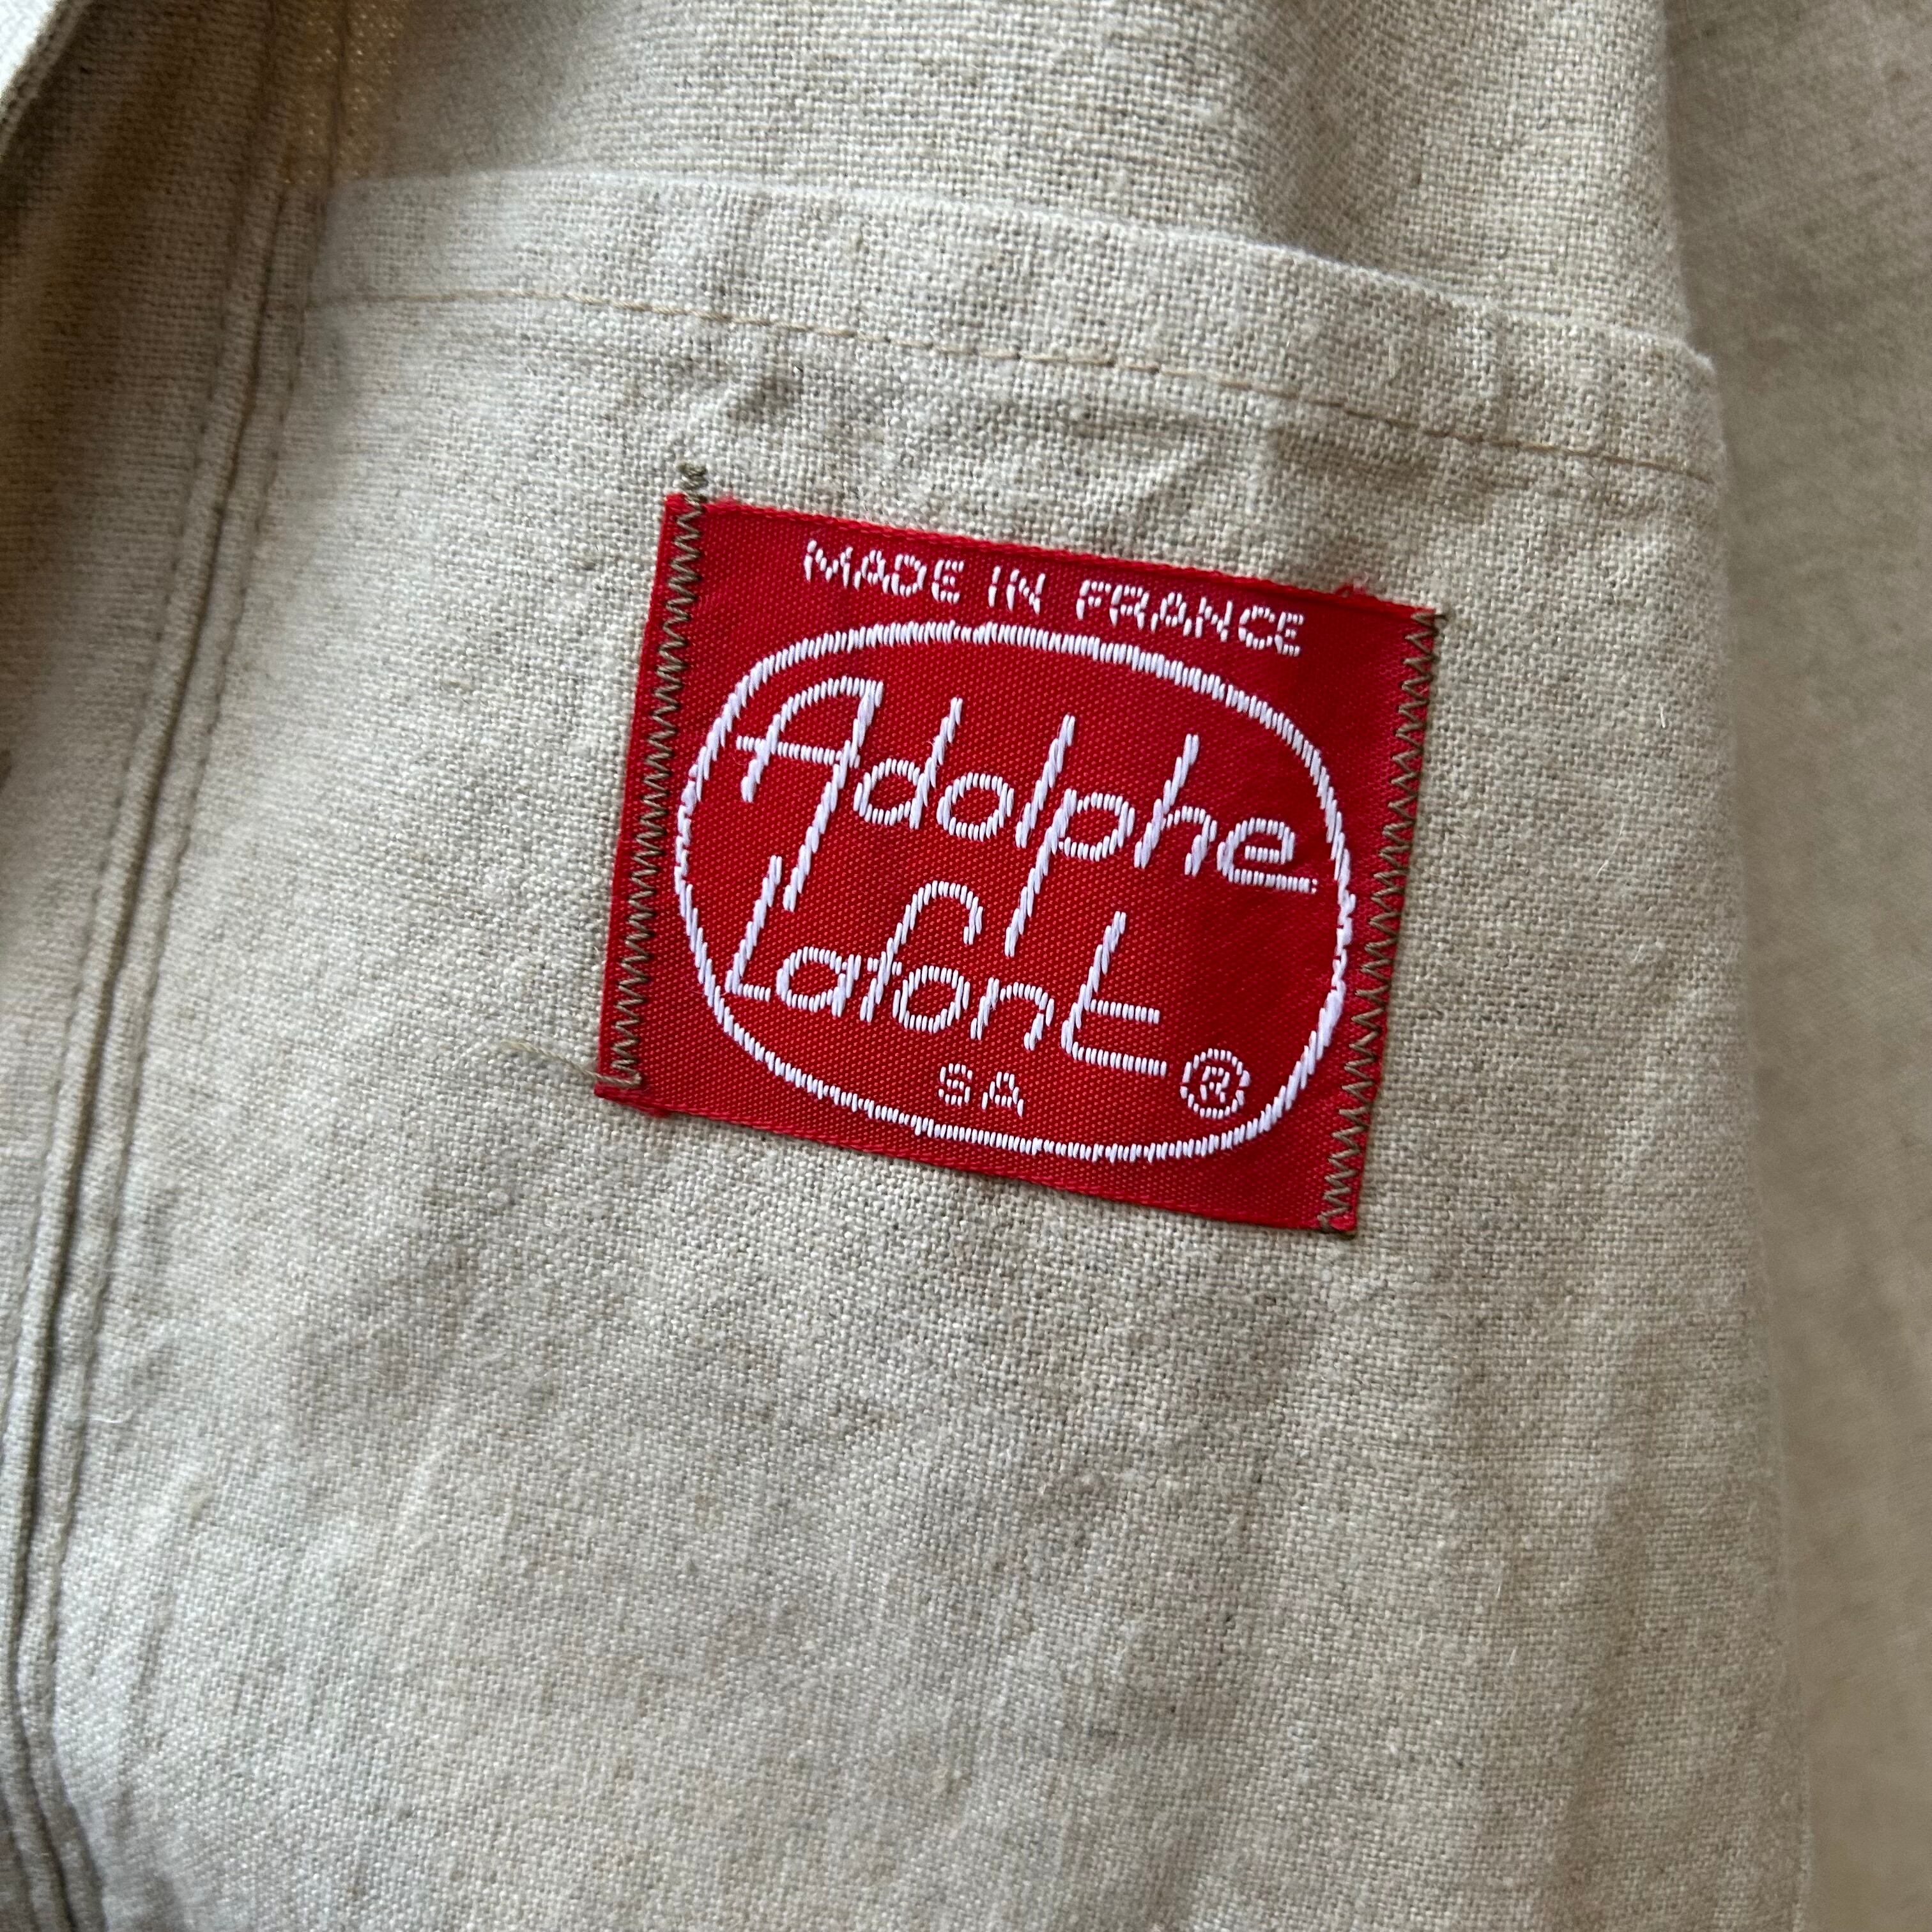 MADE IN FRANCE
Adolphe
Lafont
SA ®